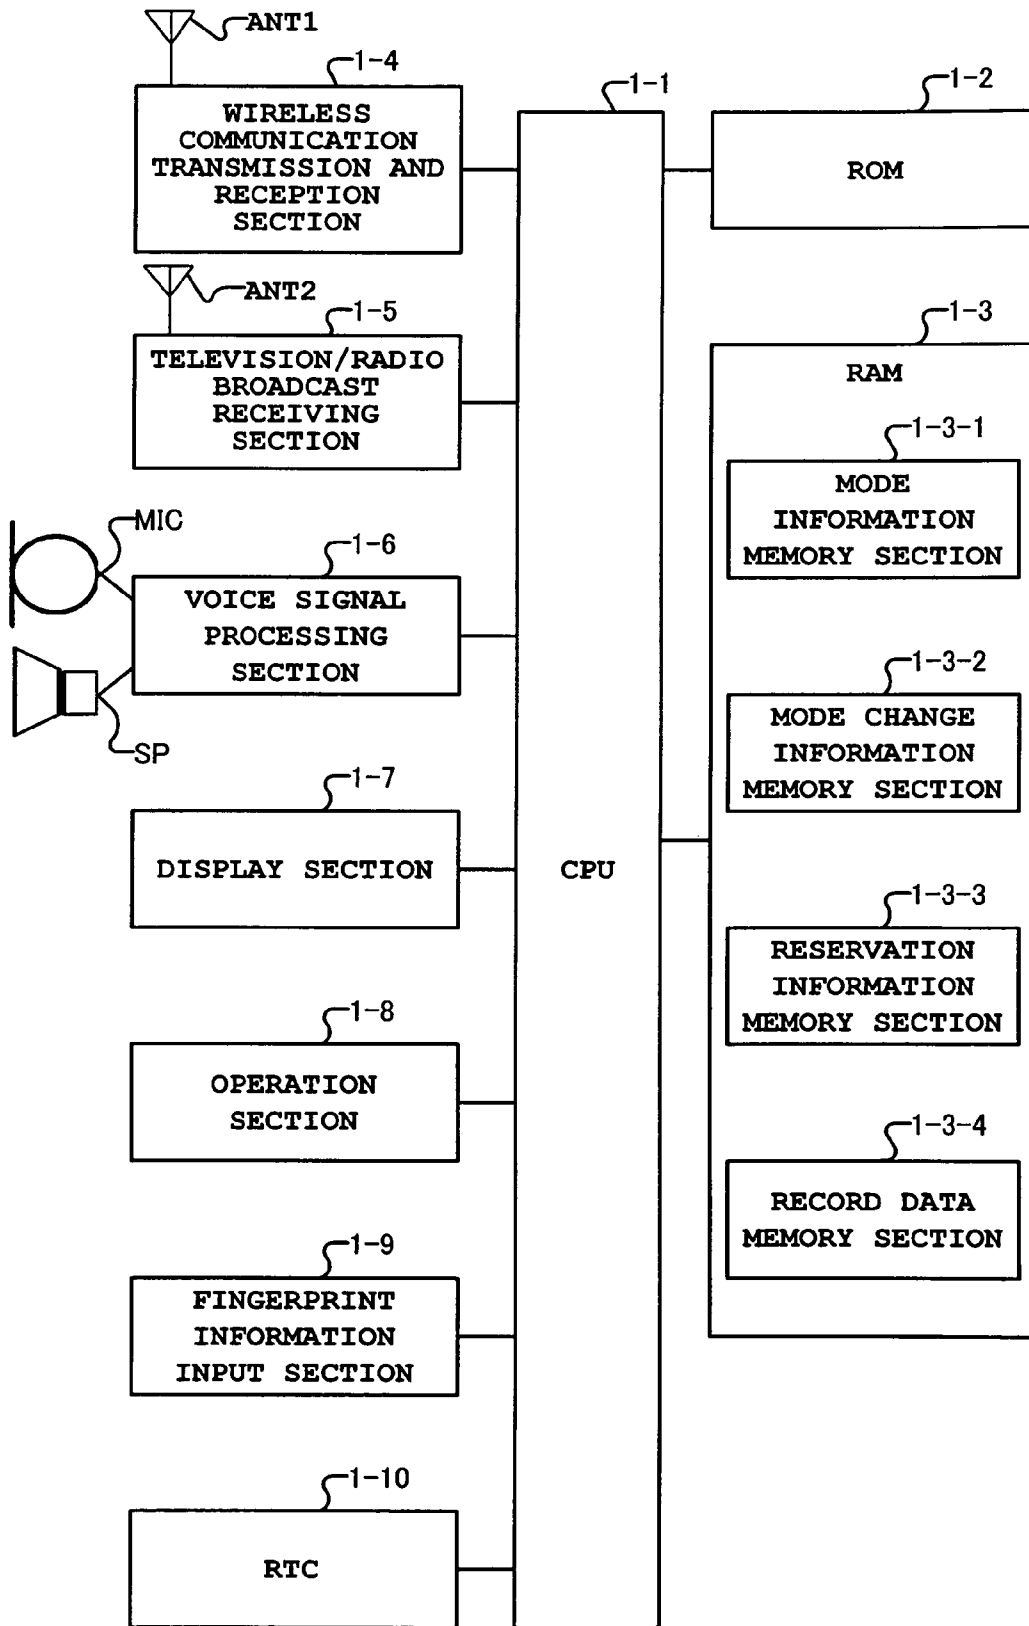 ANT1
1-4
WIRELESS
COMMUNICATION
TRANSMISSION AND
RECEPTION
SECTION
ANT2
1-5
TELEVISION/RADIO
BROADCAST
RECEIVING
SECTION
MIC
1-6
VOICE SIGNAL
PROCESSING
SECTION
SP
1-7
DISPLAY SECTION
1-8
OPERATION
SECTION
1-9
FINGERPRINT
INFORMATION
INPUT SECTION
1-10
RTC
1-1
CPU
1-2
ROM
1-3
RAM
1-3-1
MODE
INFORMATION
MEMORY SECTION
1-3-2
MODE CHANGE
INFORMATION
MEMORY SECTION
1-3-3
RESERVATION
INFORMATION
MEMORY SECTION
1-3-4
RECORD DATA
MEMORY SECTION